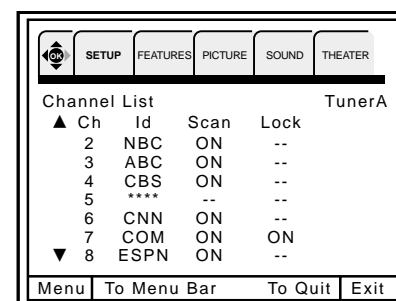 OK SETUP FEATURES PICTURE SOUND THEATER
Channel List TunerA
▲ Ch Id Scan Lock
2 NBC ON --
3 ABC ON --
4 CBS ON --
5 **** -- --
6 CNN ON --
7 COM ON ON
▼ 8 ESPN ON --
Menu To Menu Bar To Quit Exit